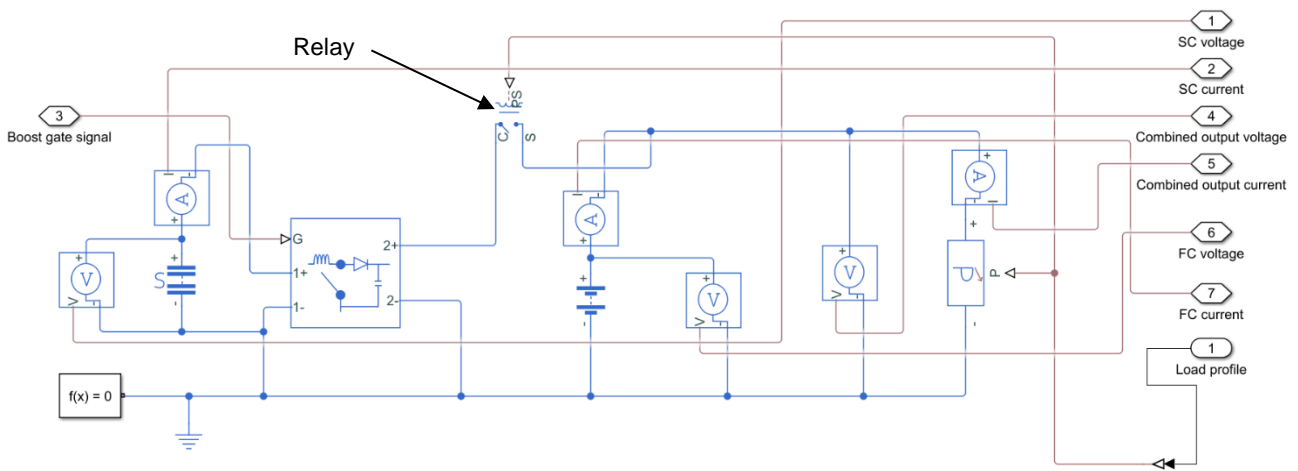 1
SC voltage
Relay
2
SC current
PS
3
Boost gate signal
4
Combined output voltage
C
S
A
I
-
+
5
Combined output current
I
-
A
+
+
A
-
I
G
2+
1+
1-
2-
+
V
-
V
S
+
-
6
FC voltage
+
V
-
V
+
V
-
V
+
P
-
P
7
FC current
+
-
1
Load profile
f(x) = 0